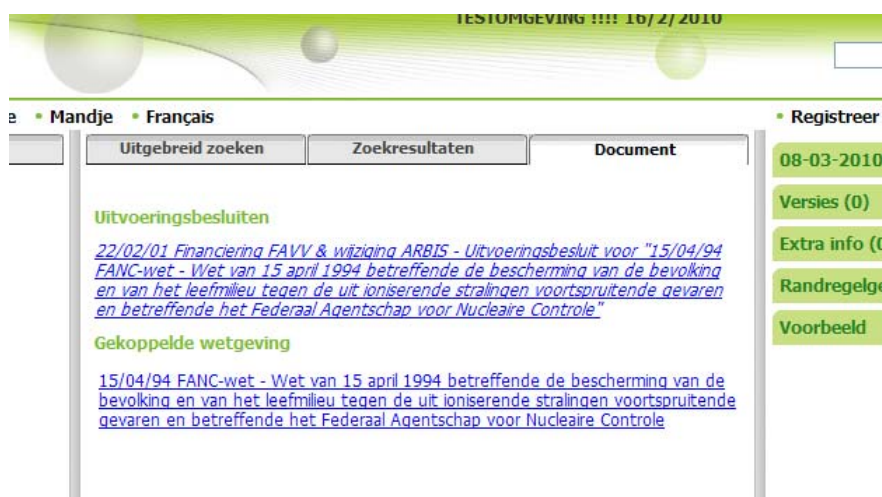 TESTOMGEVING !!!! 16/2/2010
e • Mandje • Français
• Registreer
Uitgebreid zoeken
Zoekresultaten
Document
08-03-2010
Versies (0)
Extra info (0
Randregelge
Voorbeeld
Uitvoeringsbesluiten
22/02/01 Financiering FAVV & wijziging ARBIS - Uitvoeringsbesluit voor "15/04/94
FANC-wet - Wet van 15 april 1994 betreffende de bescherming van de bevolking
en van het leefmilieu tegen de uit ioniserende stralingen voortspruitende gevaren
en betreffende het Federaal Agentschap voor Nucleaire Controle"
Gekoppelde wetgeving
15/04/94 FANC-wet - Wet van 15 april 1994 betreffende de bescherming van de
bevolking en van het leefmilieu tegen de uit ioniserende stralingen voortspruitende
gevaren en betreffende het Federaal Agentschap voor Nucleaire Controle